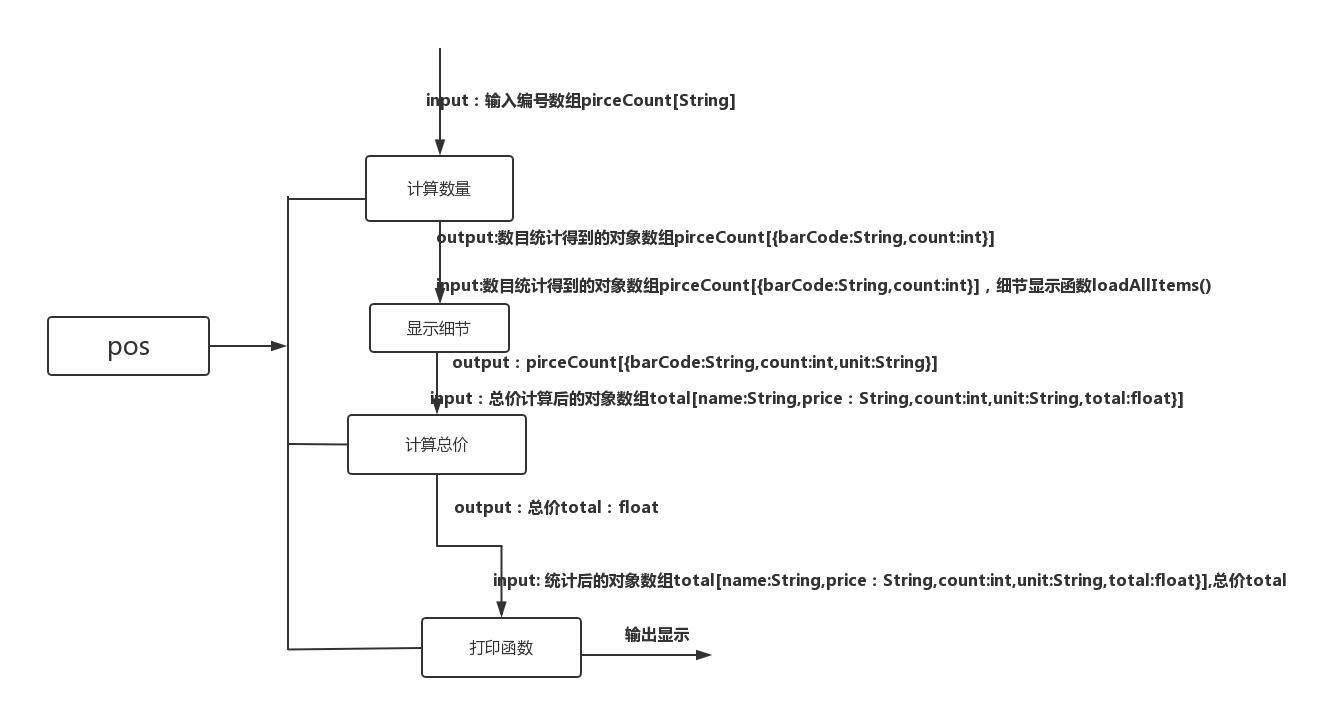 input：输入编号数组pirceCount[String]
计算数量
output:数目统计得到的对象数组pirceCount[{barCode:String,count:int}]
input:数目统计得到的对象数组pirceCount[{barCode:String,count:int}]，细节显示函数loadAllItems()
显示细节
pos
output：pirceCount[{barCode:String,count:int,unit:String}]
input：总价计算后的对象数组total[name:String,price：String,count:int,unit:String,total:float}]
计算总价
output：总价total：float
input: 统计后的对象数组total[name:String,price：String,count:int,unit:String,total:float}],总价total
输出显示
打印函数